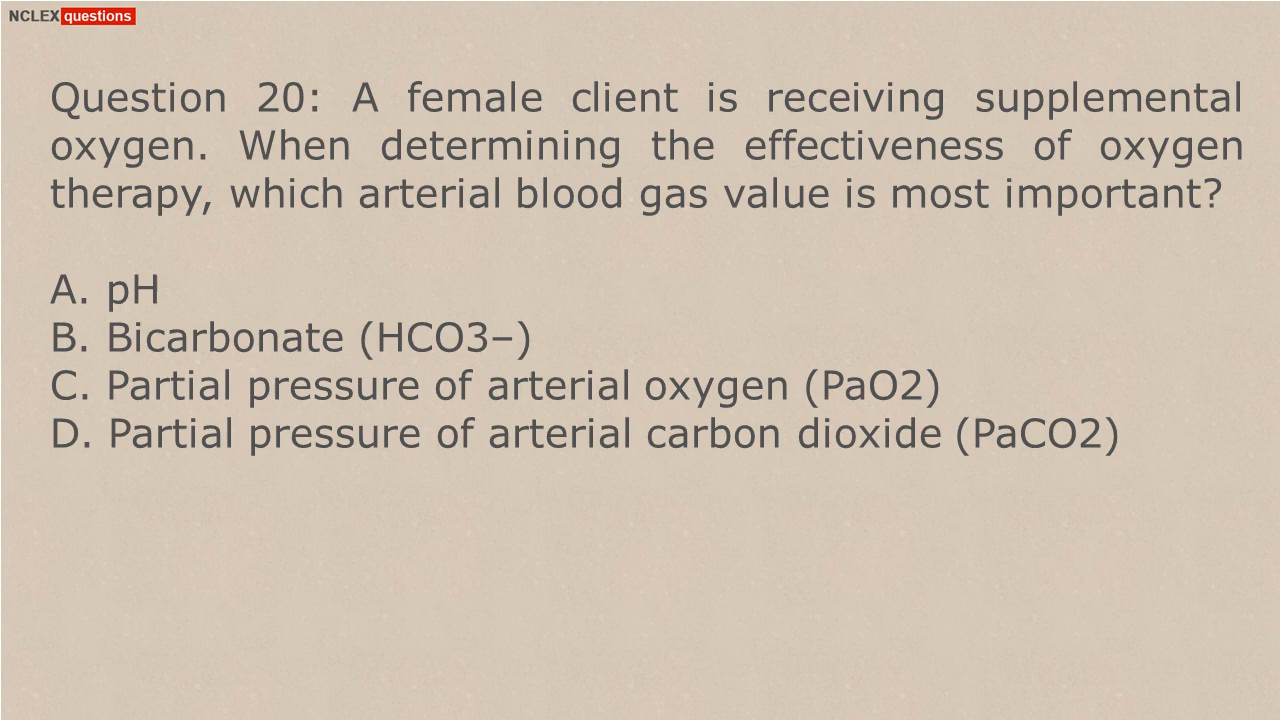 NCLEX questions
Question 20: A female client is receiving supplemental
oxygen. When determining the effectiveness of oxygen
therapy, which arterial blood gas value is most important?
A. pH
B. Bicarbonate (HCO3–)
C. Partial pressure of arterial oxygen (PaO2)
D. Partial pressure of arterial carbon dioxide (PaCO2)